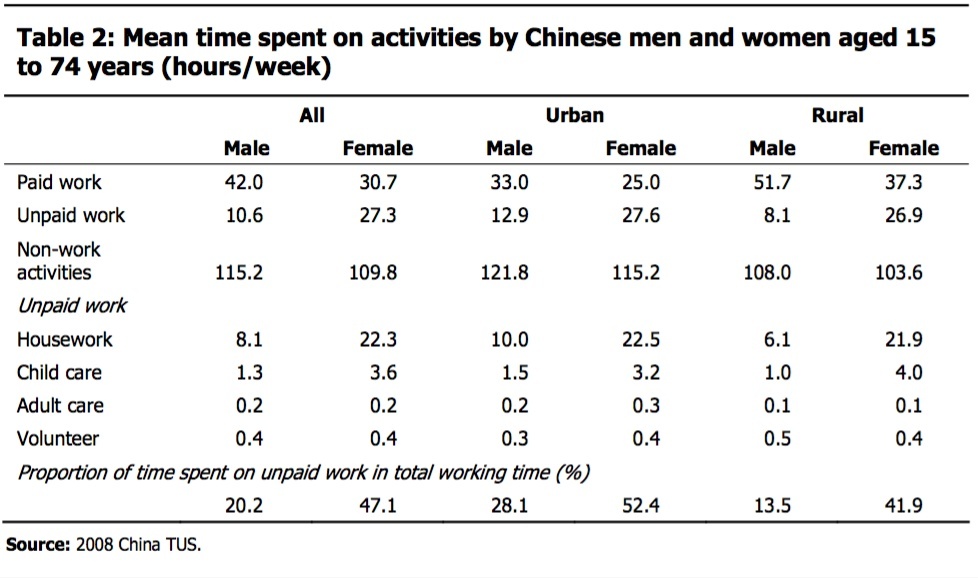 Table 2: Mean time spent on activities by Chinese men and women aged 15
to 74 years (hours/week)
All Urban Rural
Male Female Male Female Male Female
Paid work 42.0 30.7 33.0 25.0 51.7 37.3
Unpaid work 10.6 27.3 12.9 27.6 8.1 26.9
Non-work
activities 115.2 109.8 121.8 115.2 108.0 103.6
Unpaid work
Housework 8.1 22.3 10.0 22.5 6.1 21.9
Child care 1.3 3.6 1.5 3.2 1.0 4.0
Adult care 0.2 0.2 0.2 0.3 0.1 0.1
Volunteer 0.4 0.4 0.3 0.4 0.5 0.4
Proportion of time spent on unpaid work in total working time (%)
20.2 47.1 28.1 52.4 13.5 41.9
Source: 2008 China TUS.